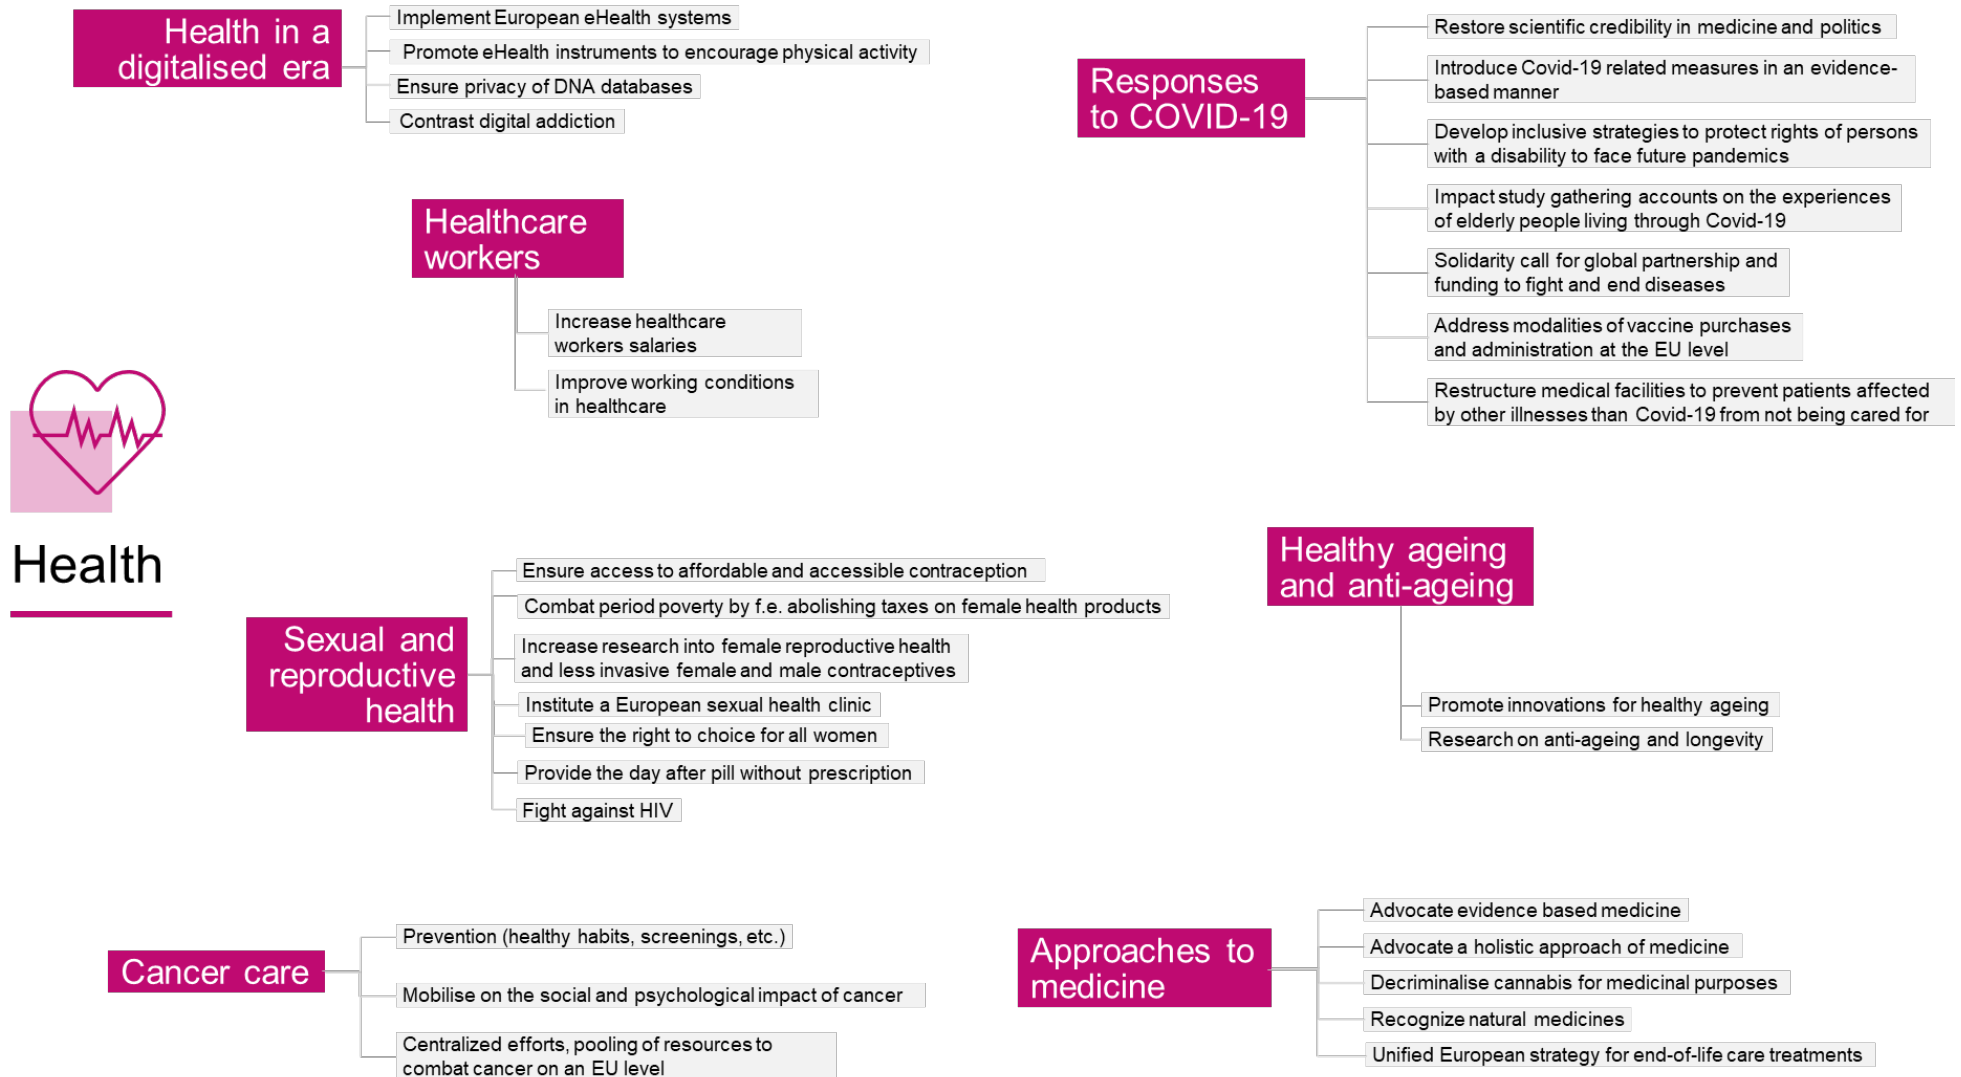 Health in a
digitalised era
Implement European eHealth systems
Promote eHealth instruments to encourage physical activity
Ensure privacy of DNA databases
Contrast digital addiction
Responses
to COVID-19
Restore scientific credibility in medicine and politics
Introduce Covid-19 related measures in an evidence-
based manner
Develop inclusive strategies to protect rights of persons
with a disability to face future pandemics
Impact study gathering accounts on the experiences
of elderly people living through Covid-19
Solidarity call for global partnership and
funding to fight and end diseases
Address modalities of vaccine purchases
and administration at the EU level
Restructure medical facilities to prevent patients affected
by other illnesses than Covid-19 from not being cared for
Healthcare
workers
Increase healthcare
workers salaries
Improve working conditions
in healthcare
Health
Sexual and
reproductive
health
Ensure access to affordable and accessible contraception
Combat period poverty by f.e. abolishing taxes on female health products
Increase research into female reproductive health
and less invasive female and male contraceptives
Institute a European sexual health clinic
Ensure the right to choice for all women
Provide the day after pill without prescription
Fight against HIV
Healthy ageing
and anti-ageing
Promote innovations for healthy ageing
Research on anti-ageing and longevity
Cancer care
Prevention (healthy habits, screenings, etc.)
Mobilise on the social and psychological impact of cancer
Centralized efforts, pooling of resources to
combat cancer on an EU level
Approaches to
medicine
Advocate evidence based medicine
Advocate a holistic approach of medicine
Decriminalise cannabis for medicinal purposes
Recognize natural medicines
Unified European strategy for end-of-life care treatments